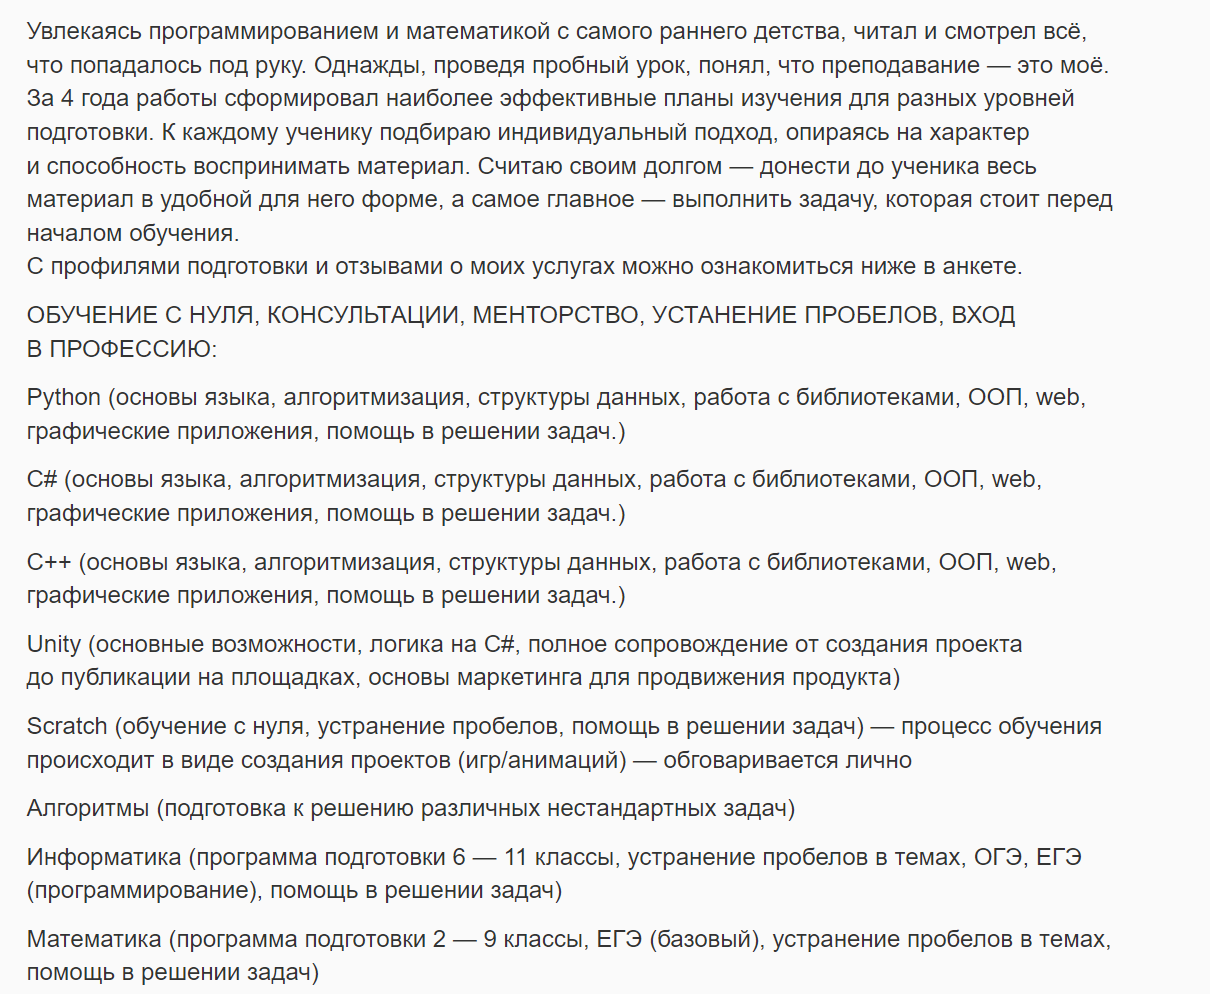 Увлекаясь программированием и математикой с самого раннего детства, читал и смотрел всё,
что попадалось под руку. Однажды, проведя пробный урок, понял, что преподавание — это моё.
За 4 года работы сформировал наиболее эффективные планы изучения для разных уровней
подготовки. К каждому ученику подбираю индивидуальный подход, опираясь на характер
и способность воспринимать материал. Считаю своим долгом — донести до ученика весь
материал в удобной для него форме, а самое главное — выполнить задачу, которая стоит перед
началом обучения.
С профилями подготовки и отзывами о моих услугах можно ознакомиться ниже в анкете.
ОБУЧЕНИЕ С НУЛЯ, КОНСУЛЬТАЦИИ, МЕНТОРСТВО, УСТАНЕНИЕ ПРОБЕЛОВ, ВХОД
В ПРОФЕССИЮ:
Python (основы языка, алгоритмизация, структуры данных, работа с библиотеками, ООП, web,
графические приложения, помощь в решении задач.)
C# (основы языка, алгоритмизация, структуры данных, работа с библиотеками, ООП, web,
графические приложения, помощь в решении задач.)
C++ (основы языка, алгоритмизация, структуры данных, работа с библиотеками, ООП, web,
графические приложения, помощь в решении задач.)
Unity (основные возможности, логика на C#, полное сопровождение от создания проекта
до публикации на площадках, основы маркетинга для продвижения продукта)
Scratch (обучение с нуля, устранение пробелов, помощь в решении задач) — процесс обучения
происходит в виде создания проектов (игр/анимаций) — обговаривается лично
Алгоритмы (подготовка к решению различных нестандартных задач)
Информатика (программа подготовки 6 — 11 классы, устранение пробелов в темах, ОГЭ, ЕГЭ
(программирование), помощь в решении задач)
Математика (программа подготовки 2 — 9 классы, ЕГЭ (базовый), устранение пробелов в темах,
помощь в решении задач)